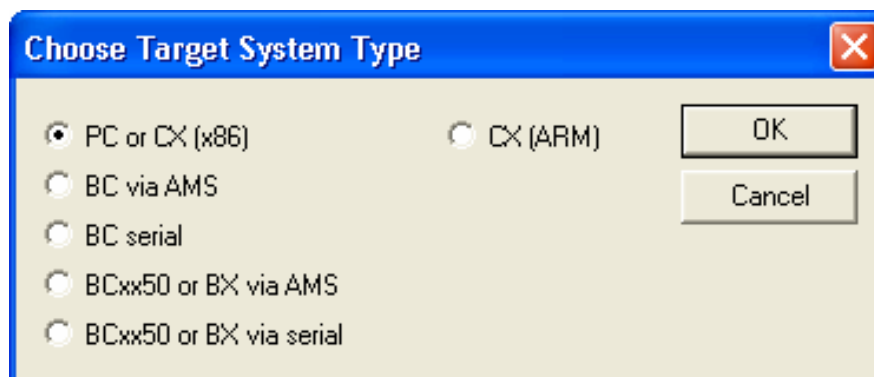 Choose Target System Type
PC or CX (x86)
CX (ARM)
OK
BC via AMS
Cancel
BC serial
BCxx50 or BX via AMS
BCxx50 or BX via serial